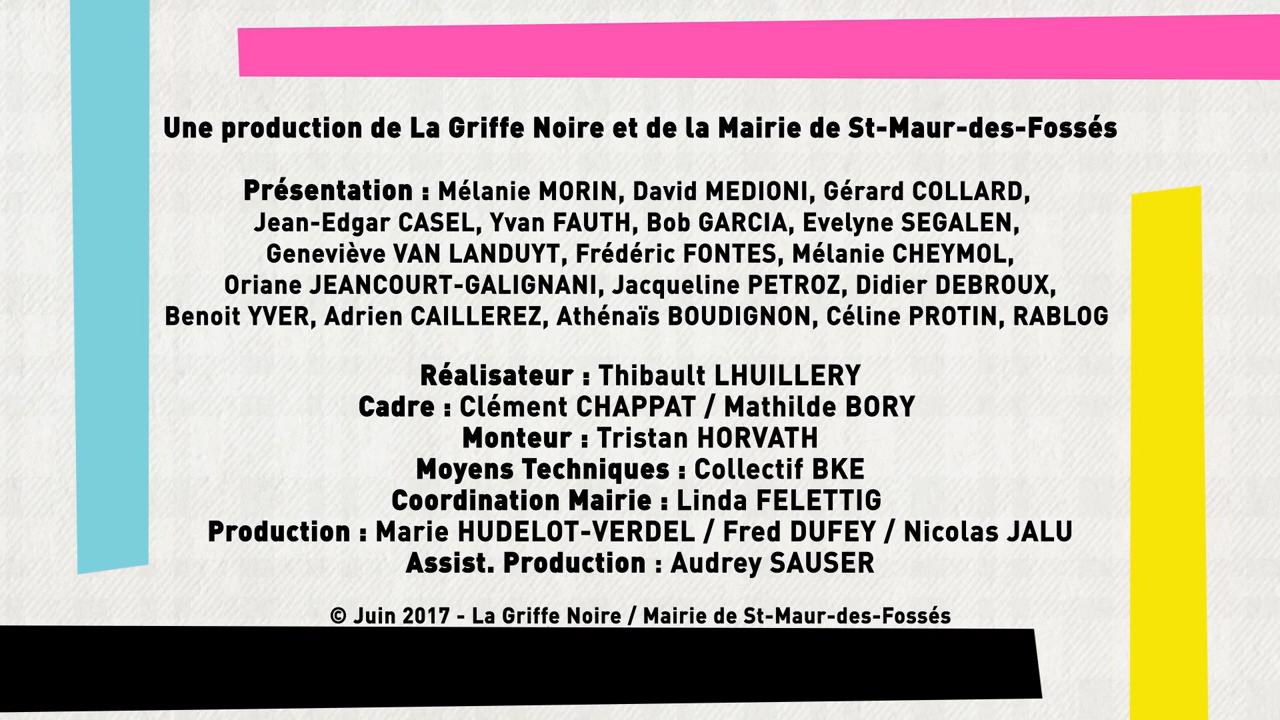 Une production de La Griffe Noire et de la Mairie de St-Maur-des-Fossés
Présentation : Mélanie MORIN, David MEDIONI, Gérard COLLARD,
Jean-Edgar CASEL, Yvan FAUTH, Bob GARCIA, Evelyne SEGALEN,
Geneviève VAN LANDUYT, Frédéric FONTES, Mélanie CHEYMOL,
Oriane JEANCOURT-GALIGNANI, Jacqueline PETROZ, Didier DEBROUX,
Benoit YVER, Adrien CAILLEREZ, Athénaïs BOUDIGNON, Céline PROTIN, RABLOG
Réalisateur : Thibault LHUILLERY
Cadre : Clément CHAPPAT / Mathilde BORY
Monteur : Tristan HORVATH
Moyens Techniques : Collectif BKE
Coordination Mairie : Linda FELETTIG
Production : Marie HUDELOT-VERDEL / Fred DUFEY / Nicolas JALU
Assist. Production : Audrey SAUSER
© Juin 2017 - La Griffe Noire / Mairie de St-Maur-des-Fossés